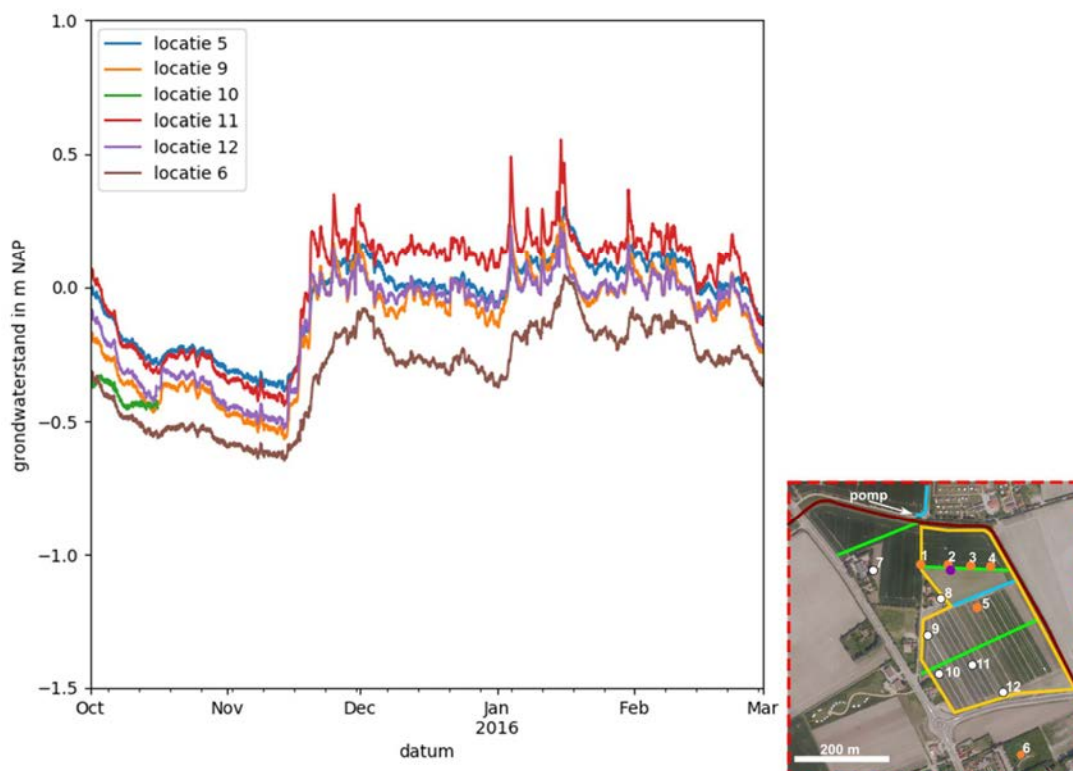 1.0
0.5
0.0
−0.5
−1.0
−1.5
grondwaterstand in m NAP
locatie 5
locatie 9
locatie 10
locatie 11
locatie 12
locatie 6
Oct
Nov
Dec
Jan
2016
Feb
Mar
datum
pomp
1
2
3
4
7
8
5
9
10
11
12
6
200 m